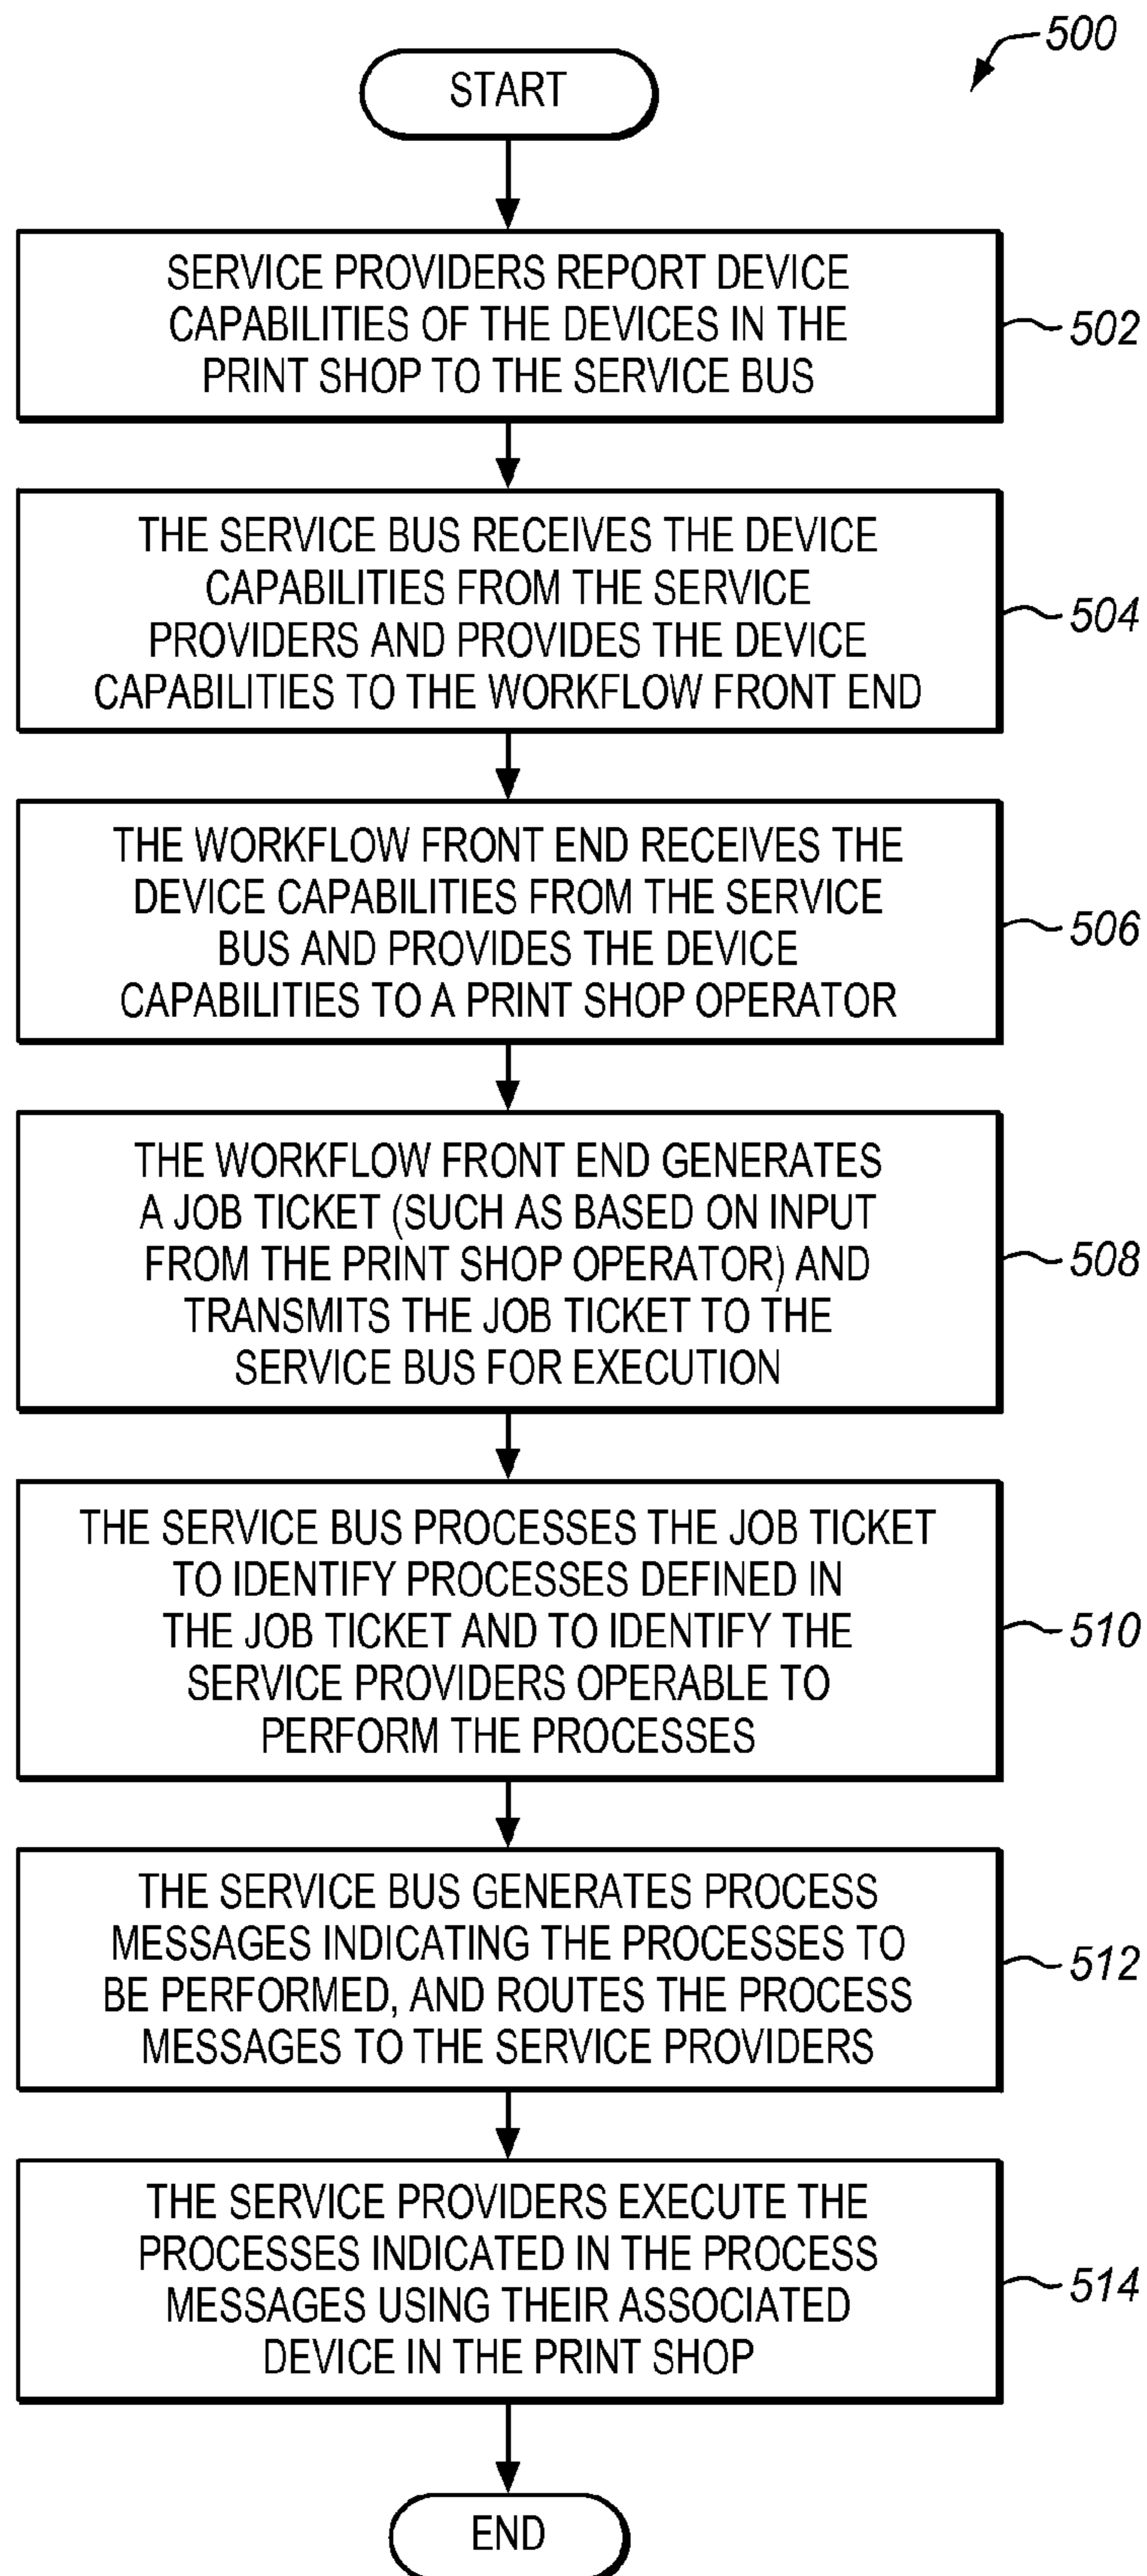 500
START
SERVICE PROVIDERS REPORT DEVICE
CAPABILITIES OF THE DEVICES IN THE
PRINT SHOP TO THE SERVICE BUS
502
THE SERVICE BUS RECEIVES THE DEVICE
CAPABILITIES FROM THE SERVICE
PROVIDERS AND PROVIDES THE DEVICE
CAPABILITIES TO THE WORKFLOW FRONT END
504
THE WORKFLOW FRONT END RECEIVES THE
DEVICE CAPABILITIES FROM THE SERVICE
BUS AND PROVIDES THE DEVICE
CAPABILITIES TO A PRINT SHOP OPERATOR
506
THE WORKFLOW FRONT END GENERATES
A JOB TICKET (SUCH AS BASED ON INPUT
FROM THE PRINT SHOP OPERATOR) AND
TRANSMITS THE JOB TICKET TO THE
SERVICE BUS FOR EXECUTION
508
THE SERVICE BUS PROCESSES THE JOB TICKET
TO IDENTIFY PROCESSES DEFINED IN
THE JOB TICKET AND TO IDENTIFY THE
SERVICE PROVIDERS OPERABLE TO
PERFORM THE PROCESSES
510
THE SERVICE BUS GENERATES PROCESS
MESSAGES INDICATING THE PROCESSES TO
BE PERFORMED, AND ROUTES THE PROCESS
MESSAGES TO THE SERVICE PROVIDERS
512
THE SERVICE PROVIDERS EXECUTE THE
PROCESSES INDICATED IN THE PROCESS
MESSAGES USING THEIR ASSOCIATED
DEVICE IN THE PRINT SHOP
514
END